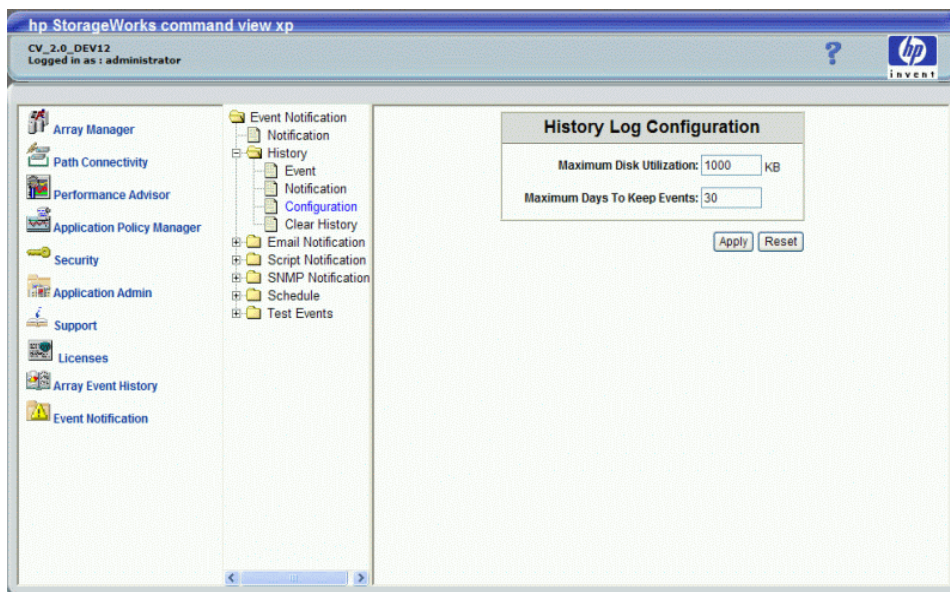 hp StorageWorks command view xp
CV_2.0_DEV12
Logged in as : administrator
?
hp
invent
Array Manager
Path Connectivity
Performance Advisor
Application Policy Manager
Security
Application Admin
Support
Licenses
Array Event History
Event Notification
Event Notification
Notification
History
Event
Notification
Configuration
Clear History
Email Notification
Script Notification
SNMP Notification
Schedule
Test Events
History Log Configuration
Maximum Disk Utilization: 1000 KB
Maximum Days To Keep Events: 30
Apply Reset